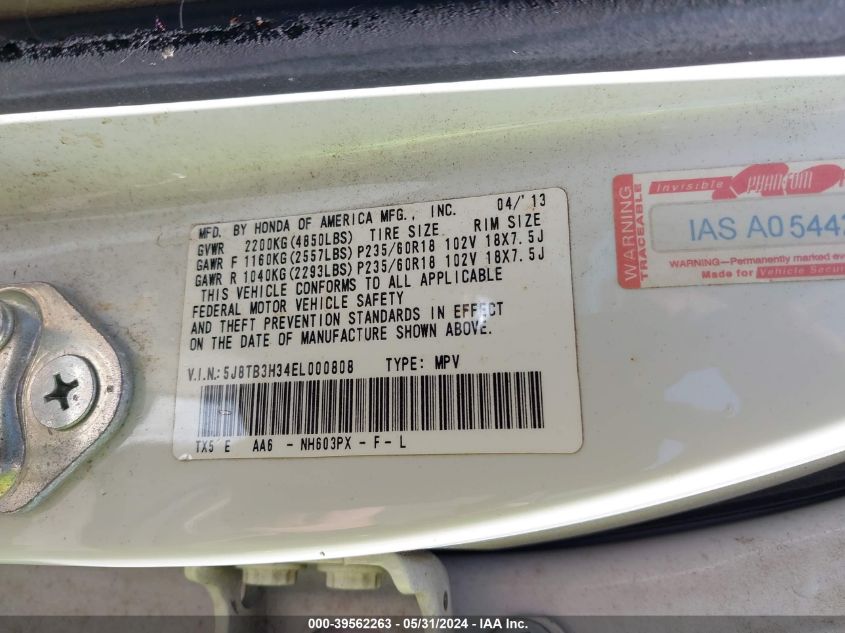 MFD. BY HONDA OF AMERICA MFG., INC. 04/'13
GVWR 2200KG(4850LBS) TIRE SIZE RIM SIZE
GAWR F 1160KG(2557LBS) P235/60R18 102V 18X7.5J
GAWR R 1040KG(2293LBS) P235/60R18 102V 18X7.5J
THIS VEHICLE CONFORMS TO ALL APPLICABLE
FEDERAL MOTOR VEHICLE SAFETY
AND THEFT PREVENTION STANDARDS IN EFFECT
ON THE DATE OF MANUFACTURE SHOWN ABOVE.
V.I.N.: 5J8TB3H34EL000808 TYPE: MPV
TX5 E AA6 - NH603PX - F - L
WARNING
TRACEABLE
Invisible PHANTOM
IAS A05442
WARNING-Permanently marked
Made for Vehicle Secur
000-39562263 - 05/31/2024 - IAS Inc.